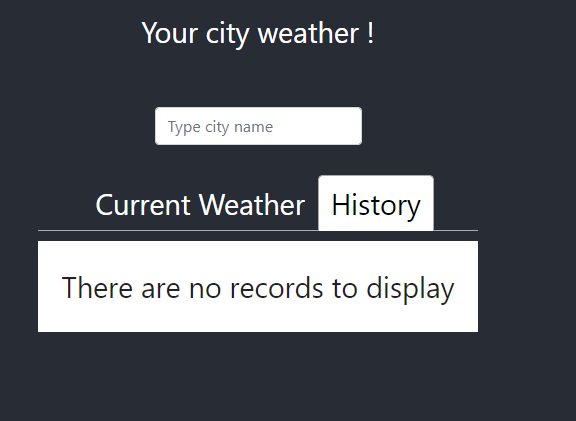 Your city weather !
Type city name
Current Weather History
There are no records to display